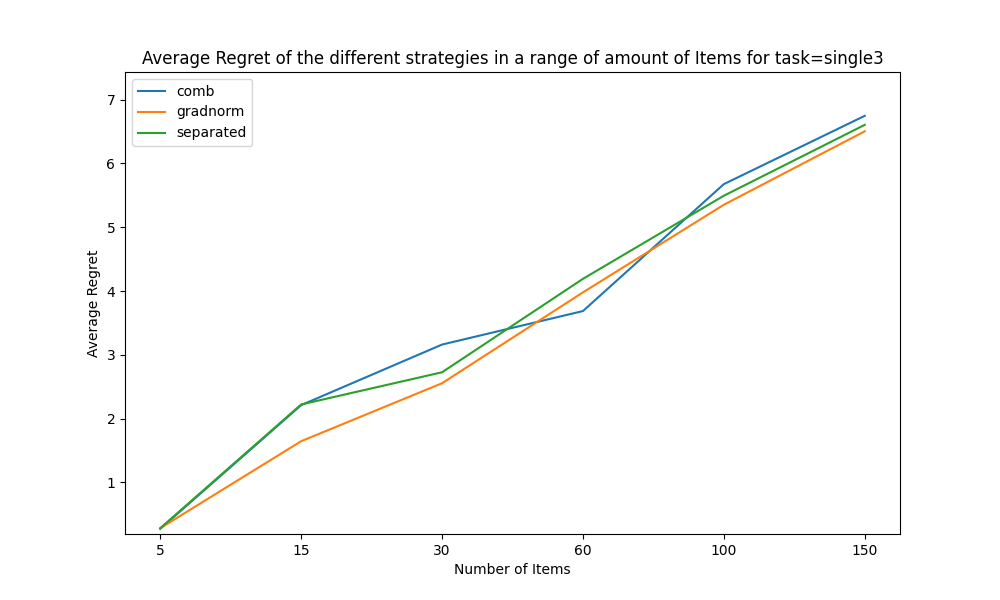 Average Regret of the different strategies in a range of amount of Items for task=single3
comb
gradnorm
separated
7
6
5
4
3
2
1
Average Regret
5 15 30 60 100 150
Number of Items